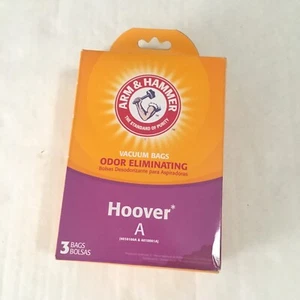 ARM & HAMMER
THE STANDARD OF PURITY
VACUUM BAGS
ODOR ELIMINATING
Bolsas Desodorizante para Aspiradoras
Hoover®
A
3 BAGS
BOLSAS